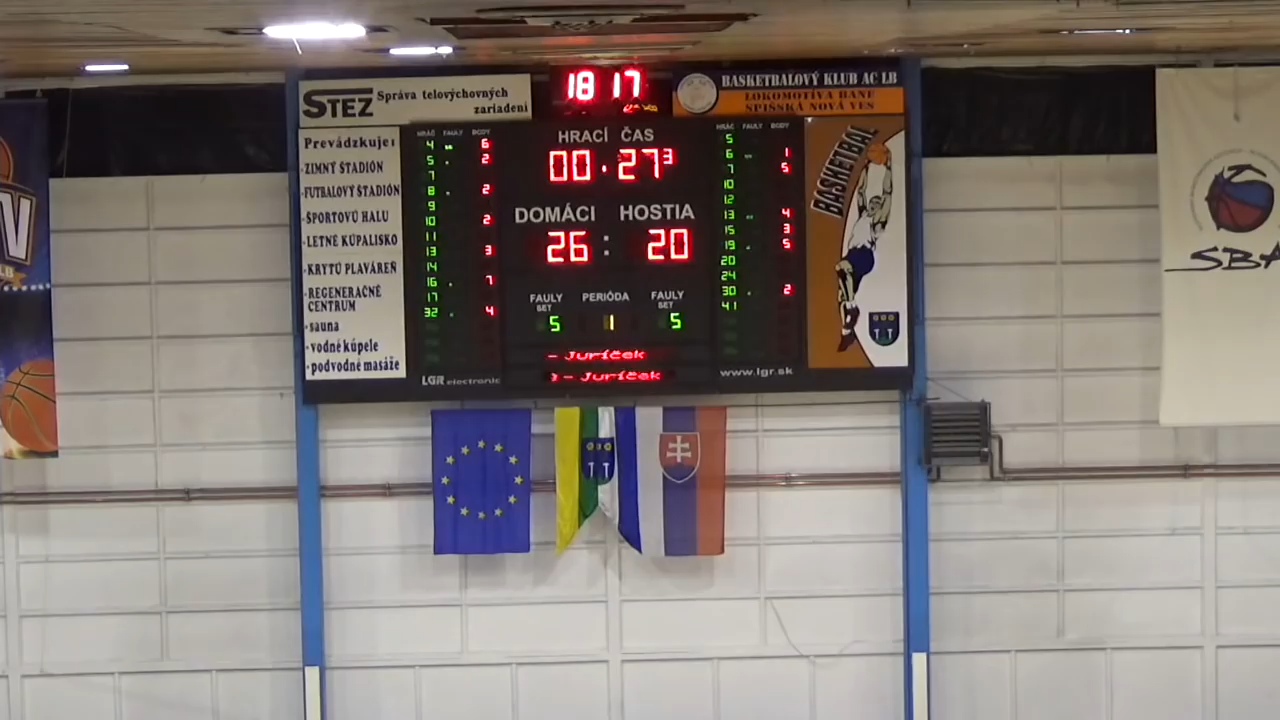 STEZ Správa telovýchovných
zariadení
18 17
BASKETBALOVÝ KLUB AC LB
LOKOMOTÍVA BANE
SPIŠSKÁ NOVÁ VES
Prevádzkuje:
-ZIMNÝ ŠTADIÓN
-FUTBALOVÝ ŠTADIÓN
-ŠPORTOVÚ HALU
-LETNÉ KÚPALISKO
-KRYTÚ PLAVÁREŇ
-REGENERAČNÉ
CENTRUM
-sauna
-vodné kúpele
-podvodné masáže
HRÁČ FAULY BODY
4 6
5 2
7
8 2
9
10 2
11
13 3
14
16 7
17
32 4
LGR electronic
HRACÍ ČAS
00.27 3
DOMÁCI HOSTIA
26 : 20
FAULY SET PERIÓDA FAULY SET
5 1 5
- Juríček
- Juríček
HRÁČ FAULY BODY
5
6 1
7 5
10
12
13 4
15 3
19 5
20
24
30 2
41
www.lgr.sk
BASKETBAL
SBA